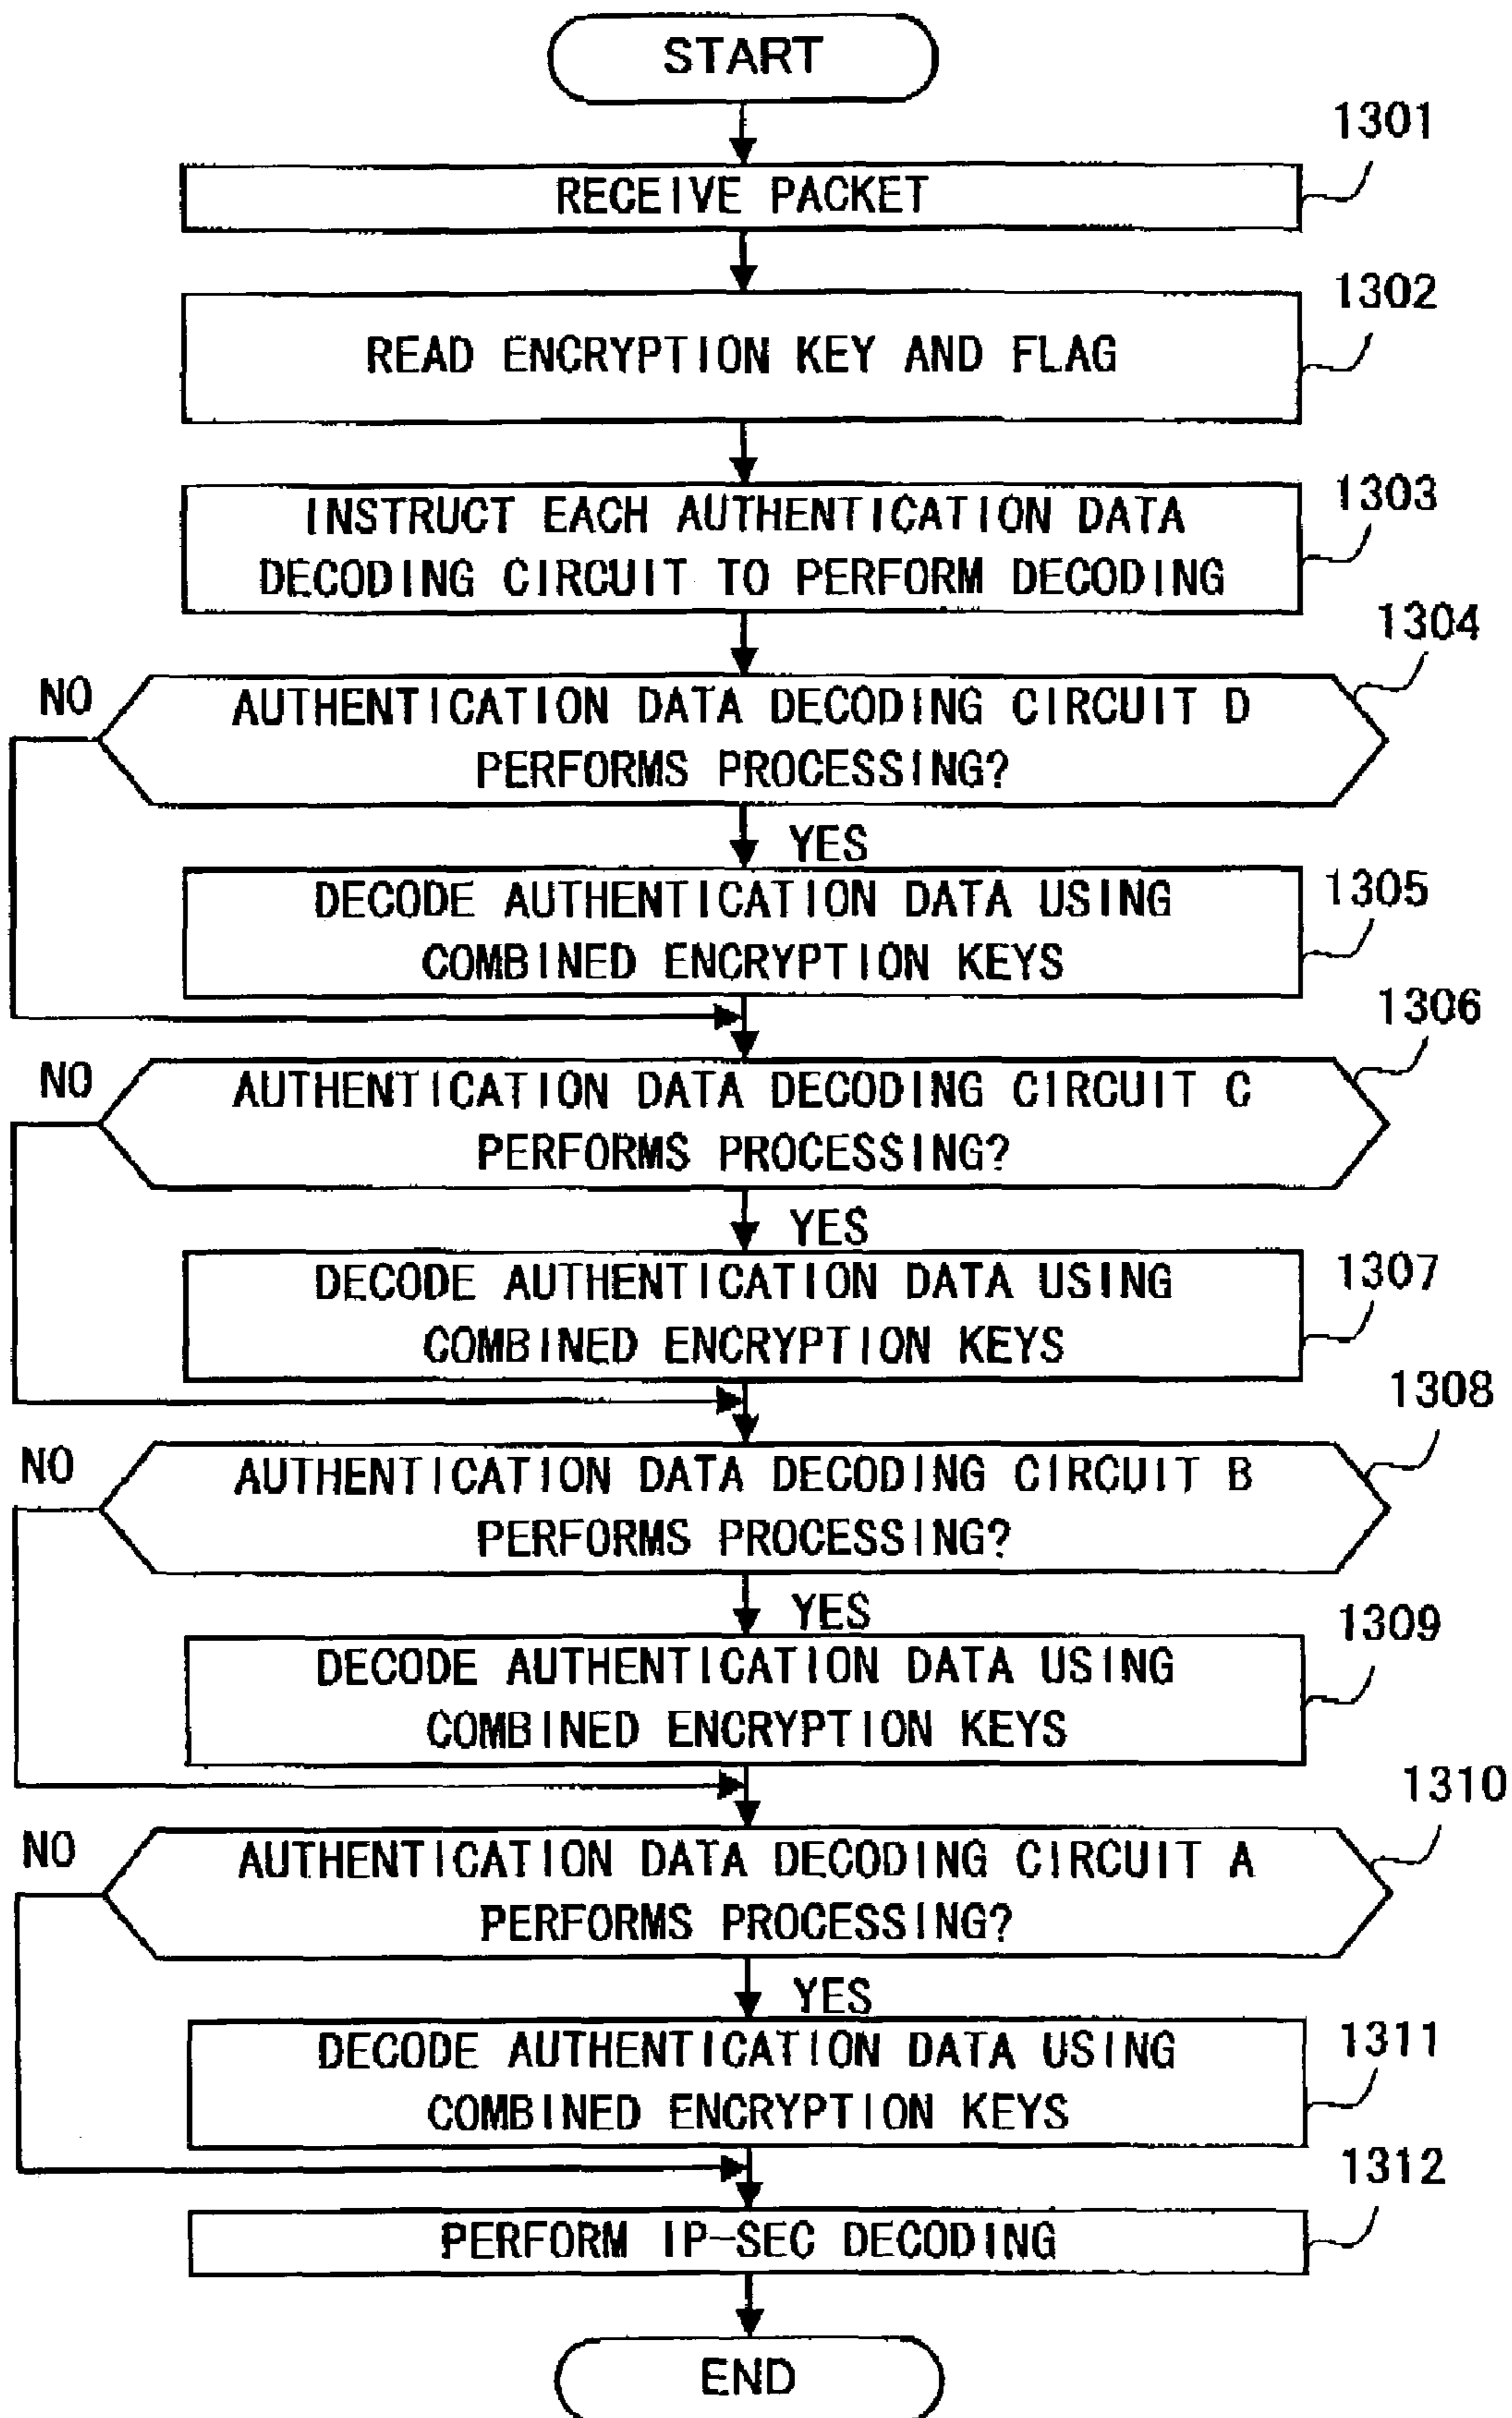 START
1301
RECEIVE PACKET
1302
READ ENCRYPTION KEY AND FLAG
1303
INSTRUCT EACH AUTHENTICATION DATA
DECODING CIRCUIT TO PERFORM DECODING
1304
NO
AUTHENTICATION DATA DECODING CIRCUIT D
PERFORMS PROCESSING?
YES
1305
DECODE AUTHENTICATION DATA USING
COMBINED ENCRYPTION KEYS
1306
NO
AUTHENTICATION DATA DECODING CIRCUIT C
PERFORMS PROCESSING?
YES
1307
DECODE AUTHENTICATION DATA USING
COMBINED ENCRYPTION KEYS
1308
NO
AUTHENTICATION DATA DECODING CIRCUIT B
PERFORMS PROCESSING?
YES
1309
DECODE AUTHENTICATION DATA USING
COMBINED ENCRYPTION KEYS
1310
NO
AUTHENTICATION DATA DECODING CIRCUIT A
PERFORMS PROCESSING?
YES
1311
DECODE AUTHENTICATION DATA USING
COMBINED ENCRYPTION KEYS
1312
PERFORM IP-SEC DECODING
END